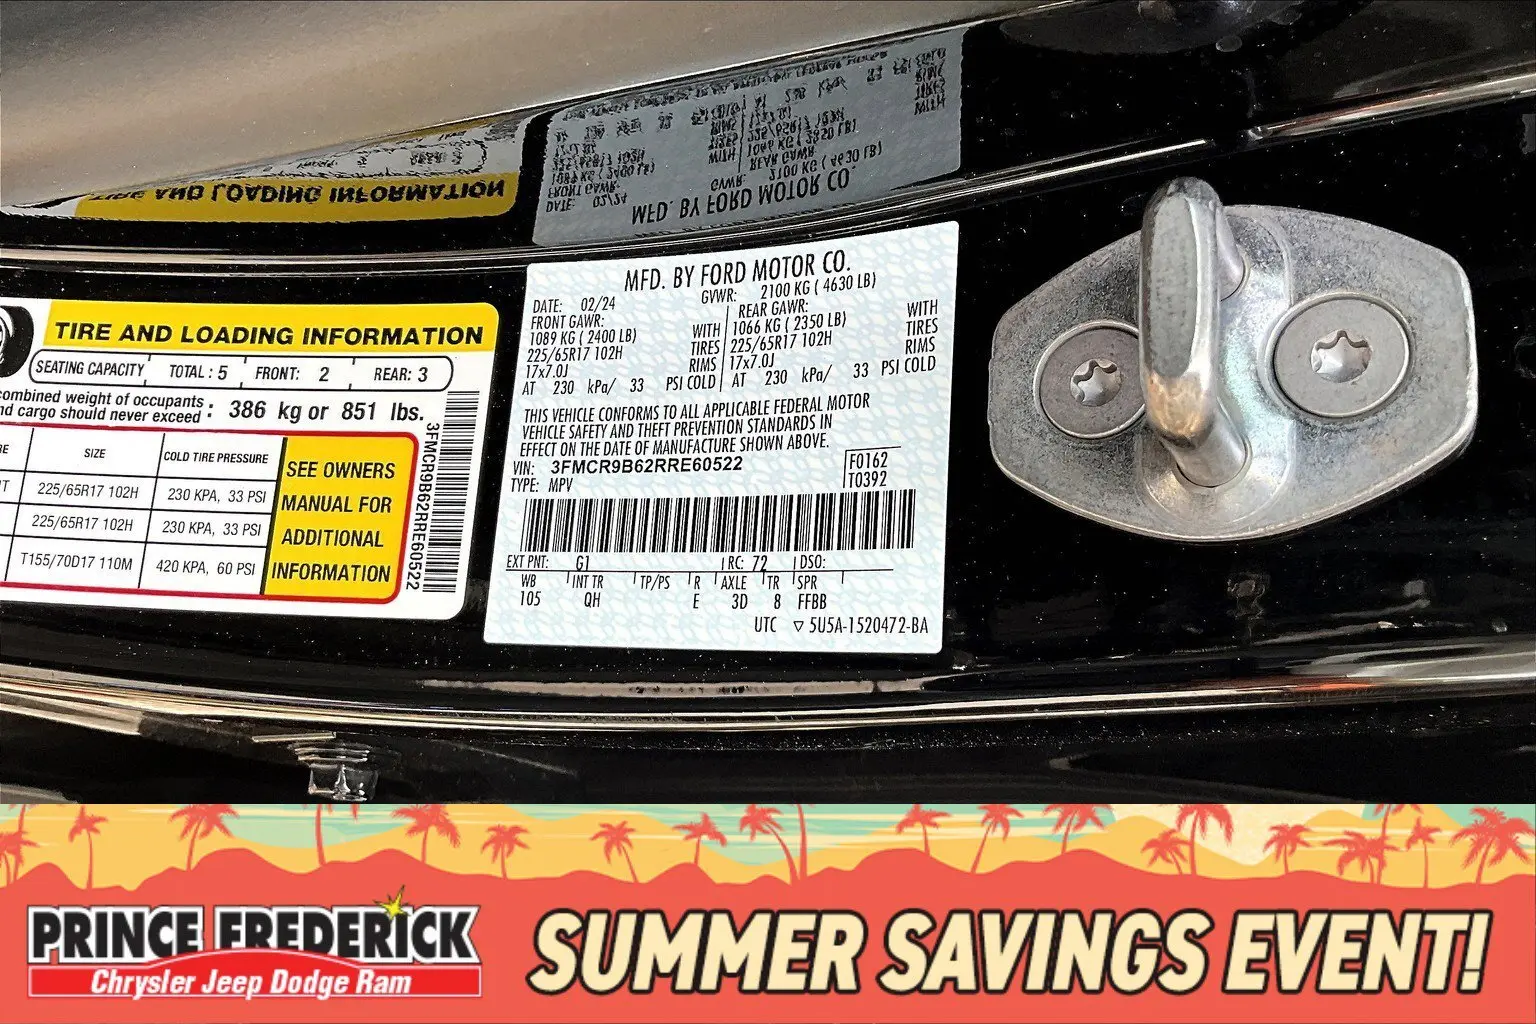 TIRE AND LOADING INFORMATION
SEATING CAPACITY TOTAL : 5 FRONT: 2 REAR: 3
combined weight of occupants
and cargo should never exceed : 386 kg or 851 lbs.
SIZE COLD TIRE PRESSURE
225/65R17 102H 230 KPA, 33 PSI
225/65R17 102H 230 KPA, 33 PSI
T155/70D17 110M 420 KPA, 60 PSI
SEE OWNERS
MANUAL FOR
ADDITIONAL
INFORMATION
3FMCR9B62RRE60522
MFD. BY FORD MOTOR CO.
DATE: 02/24 GVWR: 2100 KG ( 4630 LB)
FRONT GAWR: REAR GAWR: WITH
1089 KG ( 2400 LB) WITH 1066 KG ( 2350 LB) TIRES
225/65R17 102H TIRES 225/65R17 102H RIMS
17x7.0J RIMS 17x7.0J
AT 230 kPa/ 33 PSI COLD AT 230 kPa/ 33 PSI COLD
THIS VEHICLE CONFORMS TO ALL APPLICABLE FEDERAL MOTOR
VEHICLE SAFETY AND THEFT PREVENTION STANDARDS IN
EFFECT ON THE DATE OF MANUFACTURE SHOWN ABOVE.
VIN: 3FMCR9B62RRE60522 F0162
TYPE: MPV T0392
EXT PNT: G1 RC: 72 DSO:
WB INT TR TP/PS R AXLE TR SPR
105 QH E 3D 8 FFBB
UTC ▽ 5U5A-1520472-BA
PRINCE FREDERICK
Chrysler Jeep Dodge Ram
SUMMER SAVINGS EVENT!